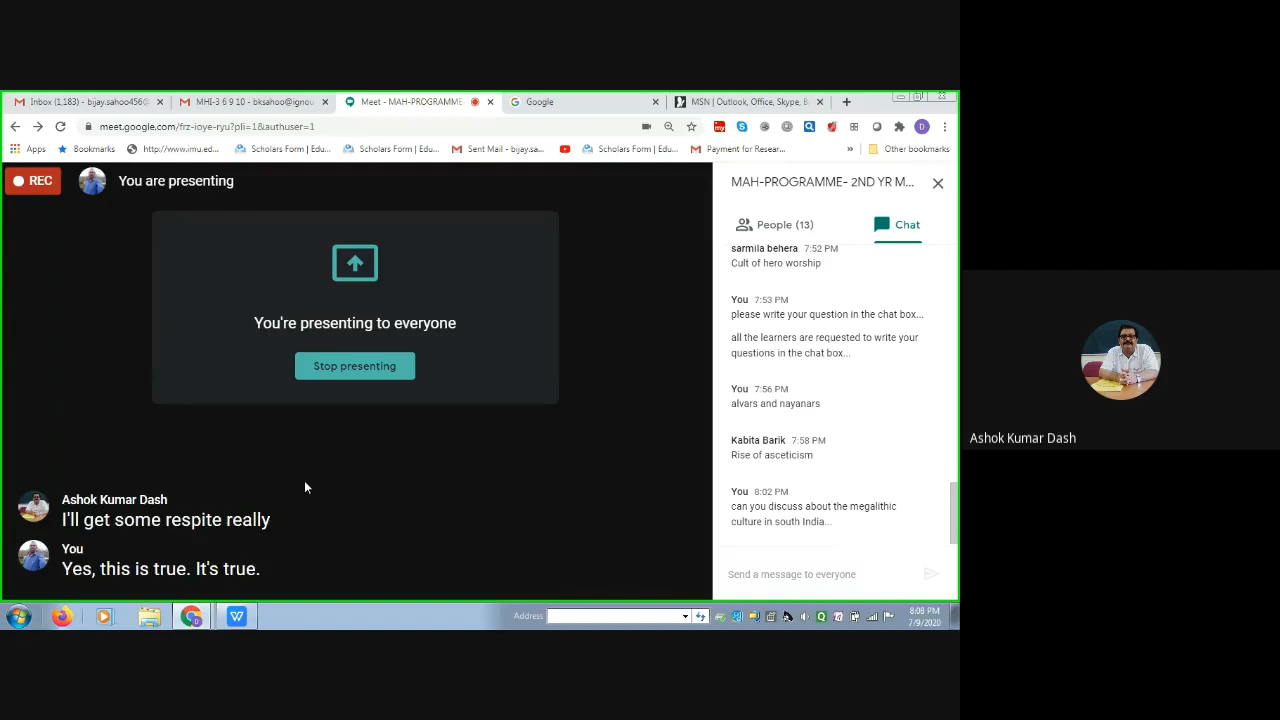 Inbox (1,183) - bijay.sahoo456@
MHI-3 6 9 10 - bksahoo@ignou
Meet - MAH-PROGRAMME
Google
MSN | Outlook, Office, Skype, B
meet.google.com/frz-ioye-ryu?pli=1&authuser=1
Apps
Bookmarks
http://www.imu.ed...
Scholars Form | Edu...
Scholars Form | Edu...
Sent Mail - bijay.sa...
Scholars Form | Edu...
Payment for Resear...
»
Other bookmarks
REC
You are presenting
You're presenting to everyone
Stop presenting
Ashok Kumar Dash
I'll get some respite really
You
Yes, this is true. It's true.
MAH-PROGRAMME- 2ND YR M...
People (13)
Chat
sarmila behera 7:52 PM
Cult of hero worship
You 7:53 PM
please write your question in the chat box...
all the learners are requested to write your
questions in the chat box...
You 7:56 PM
alvars and nayanars
Kabita Barik 7:58 PM
Rise of asceticism
You 8:02 PM
can you discuss about the megalithic
culture in south India...
Send a message to everyone
Ashok Kumar Dash
Address
8:08 PM
7/9/2020